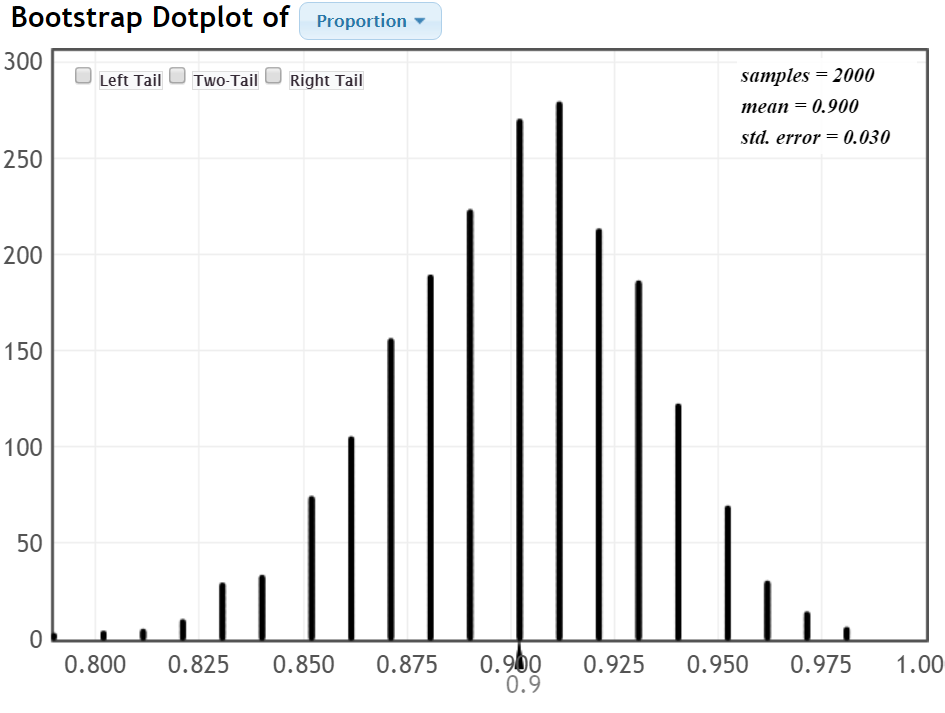 Bootstrap Dotplot of Proportion
Left Tail Two-Tail Right Tail
samples = 2000
mean = 0.900
std. error = 0.030
300
250
200
150
100
50
0
0.800 0.825 0.850 0.875 0.900 0.925 0.950 0.975 1.00
0.9